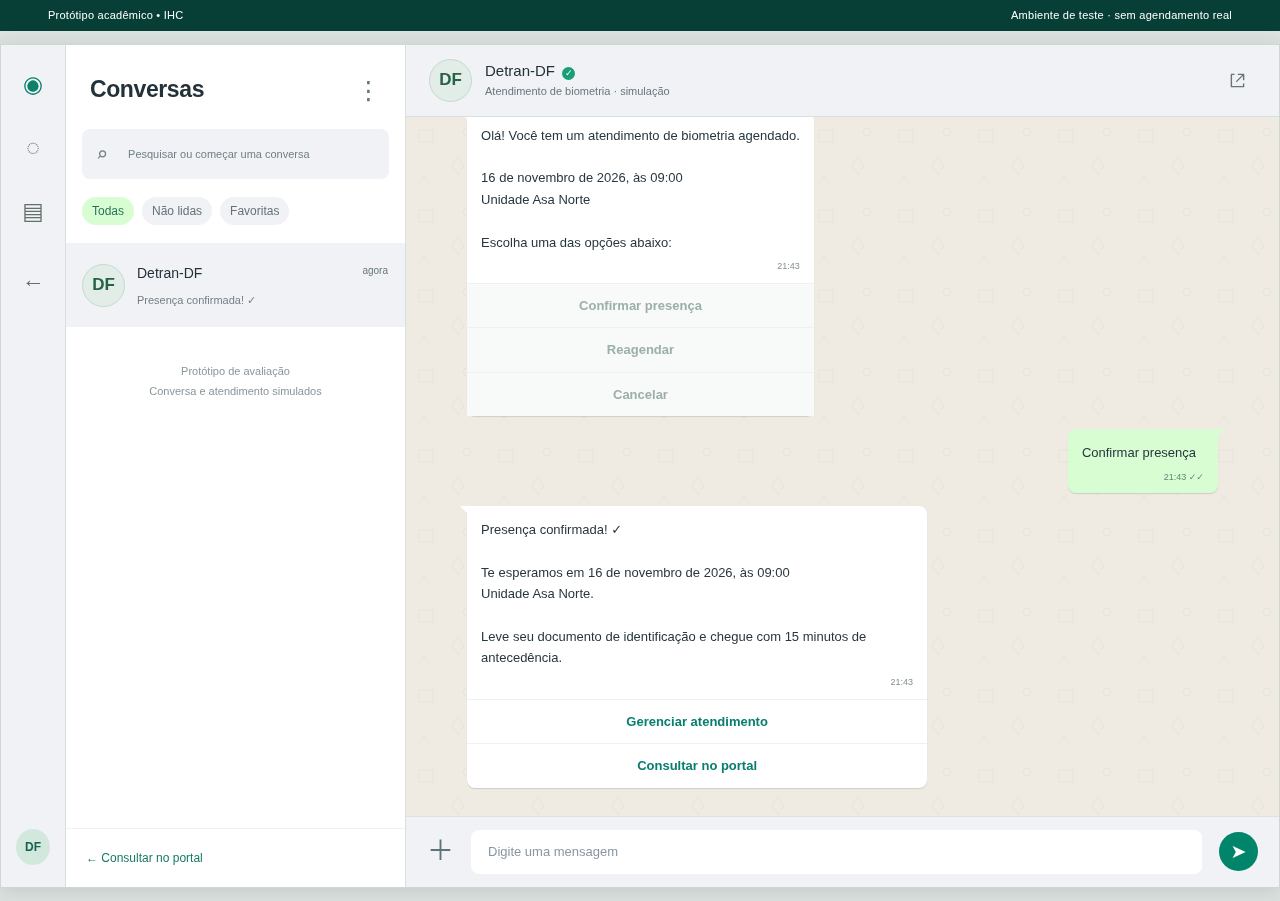 Protótipo acadêmico • IHC
Ambiente de teste · sem agendamento real
Conversas
Pesquisar ou começar uma conversa
Todas Não lidas Favoritas
DF Detran-DF agora
Presença confirmada! ✓
Protótipo de avaliação
Conversa e atendimento simulados
DF
← Consultar no portal
DF Detran-DF ✓
Atendimento de biometria · simulação
Olá! Você tem um atendimento de biometria agendado.
16 de novembro de 2026, às 09:00
Unidade Asa Norte
Escolha uma das opções abaixo:
21:43
Confirmar presença
Reagendar
Cancelar
Confirmar presença
21:43 ✓✓
Presença confirmada! ✓
Te esperamos em 16 de novembro de 2026, às 09:00
Unidade Asa Norte.
Leve seu documento de identificação e chegue com 15 minutos de
antecedência.
21:43
Gerenciar atendimento
Consultar no portal
Digite uma mensagem